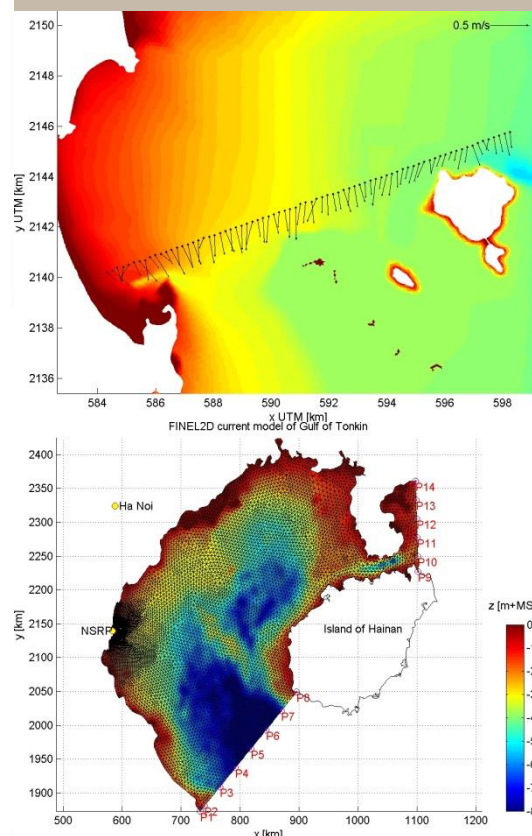 2150
0.5 m/s
2148
2146
2144
2142
2140
2138
2136
y UTM [km]
584 586 588 590 592 594 596 598
x UTM [km]
FINEL2D current model of Gulf of Tonkin
2400
2350
2300
2250
2200
2150
2100
2050
2000
1950
1900
y [km]
Ha Noi
NSRP
Island of Hainan
P14
P13
P12
P11
P10
P9
P8
P7
P6
P5
P4
P3
P2
z [m+MS
0
500 600 700 800 900 1000 1100 1200
x [km]